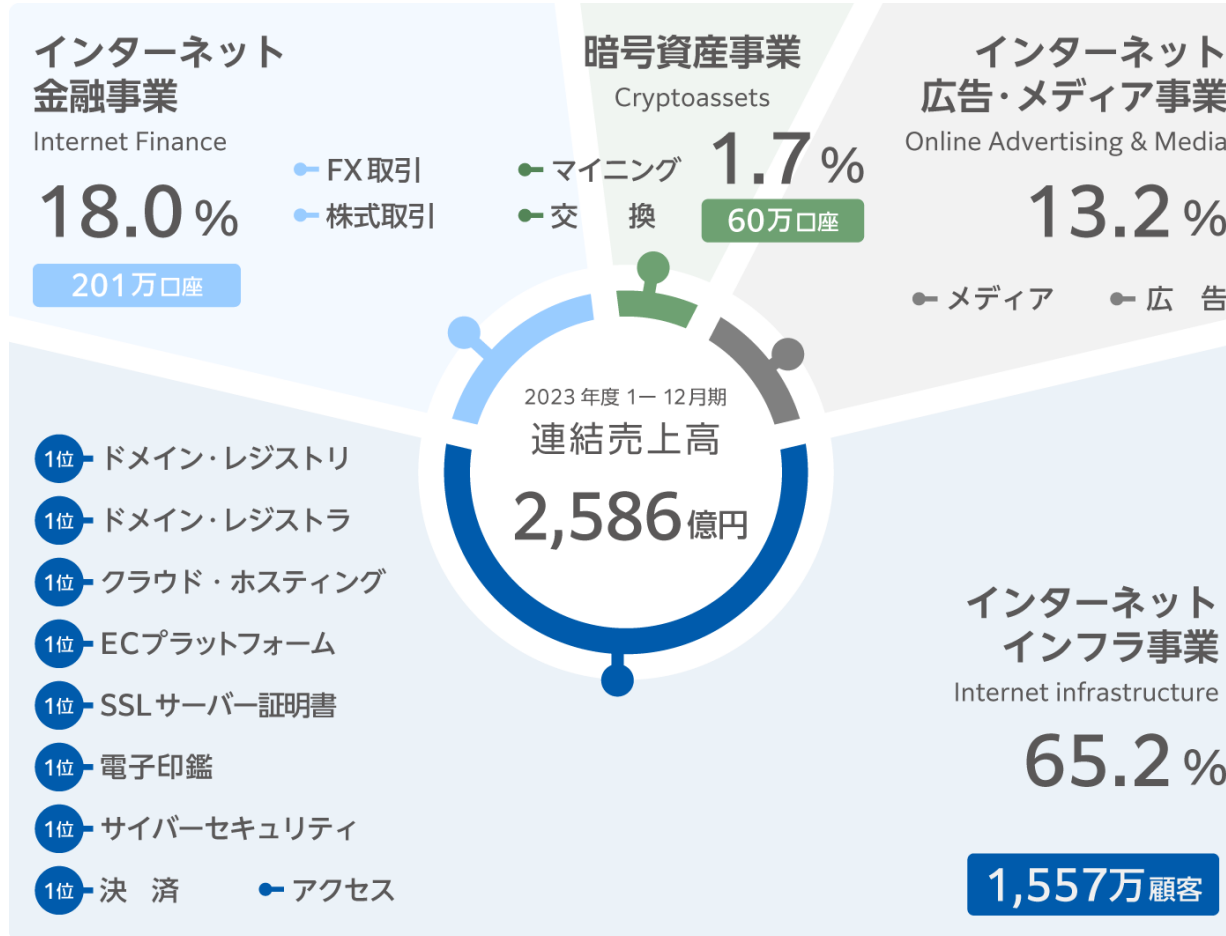 インターネット
金融事業
Internet Finance
18.0%
201万口座
FX取引
株式取引
暗号資産事業
Cryptoassets
1.7%
60万口座
マイニング
交 換
インターネット
広告・メディア事業
Online Advertising & Media
13.2%
メディア
広 告
2023年度 1ー12月期
連結売上高
2,586億円
1位 ドメイン・レジストリ
1位 ドメイン・レジストラ
1位 クラウド・ホスティング
1位 ECプラットフォーム
1位 SSLサーバー証明書
1位 電子印鑑
1位 サイバーセキュリティ
1位 決 済
アクセス
インターネット
インフラ事業
Internet infrastructure
65.2%
1,557万顧客